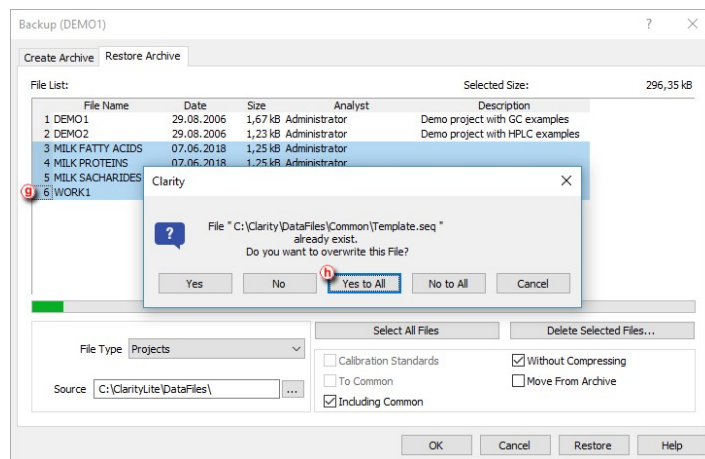 Backup (DEMO1)
Create Archive Restore Archive
File List: Selected Size: 296,35 kB
File Name Date Size Analyst Description
1 DEMO1 29.08.2006 1,67 kB Administrator Demo project with GC examples
2 DEMO2 29.08.2006 1,23 kB Administrator Demo project with HPLC examples
3 MILK FATTY ACIDS 07.06.2018 1,25 kB Administrator
4 MILK PROTEINS 07.06.2018 1,25 kB Administrator
5 MILK SACHARIDES
g 6 WORK1
Clarity
File " C:\Clarity\DataFiles\Common\Template.seq "
already exist.
Do you want to overwrite this File?
h
Yes No Yes to All No to All Cancel
Select All Files Delete Selected Files...
File Type Projects
Calibration Standards Without Compressing
To Common Move From Archive
Source C:\ClarityLite\DataFiles\ ...
Including Common
OK Cancel Restore Help